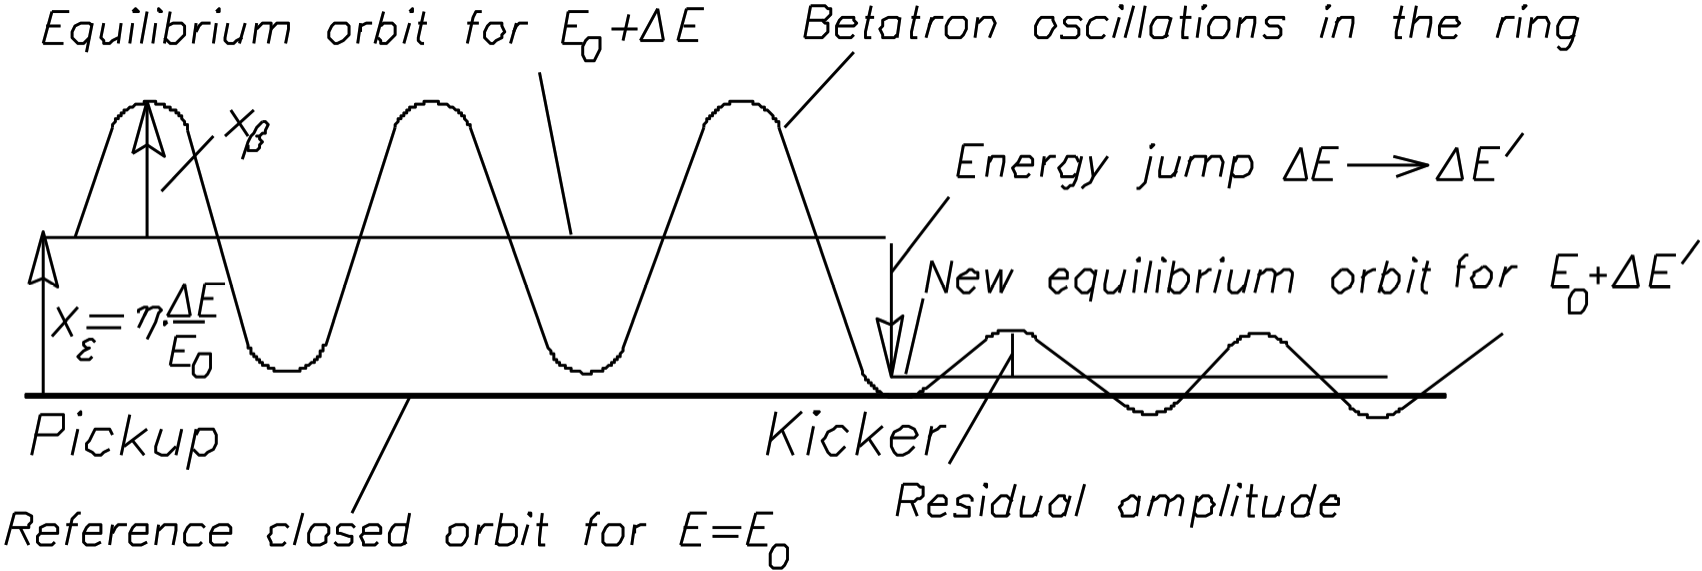 Equilibrium orbit for E₀+ΔE
Betatron oscillations in the ring
xᵦ
Energy jump ΔE→ΔE′
New equilibrium orbit for E₀+ΔE′
x_ε = η·ΔE/E₀
Pickup
Kicker
Residual amplitude
Reference closed orbit for E=E₀